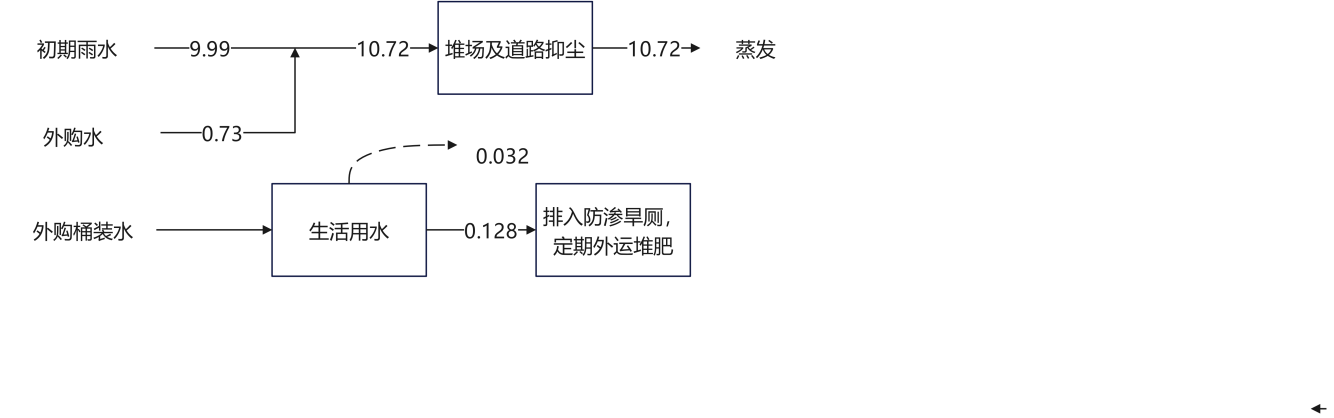 初期雨水
9.99
10.72
堆场及道路抑尘
10.72
蒸发
外购水
0.73
0.032
外购桶装水
生活用水
0.128
排入防渗旱厕，
定期外运堆肥